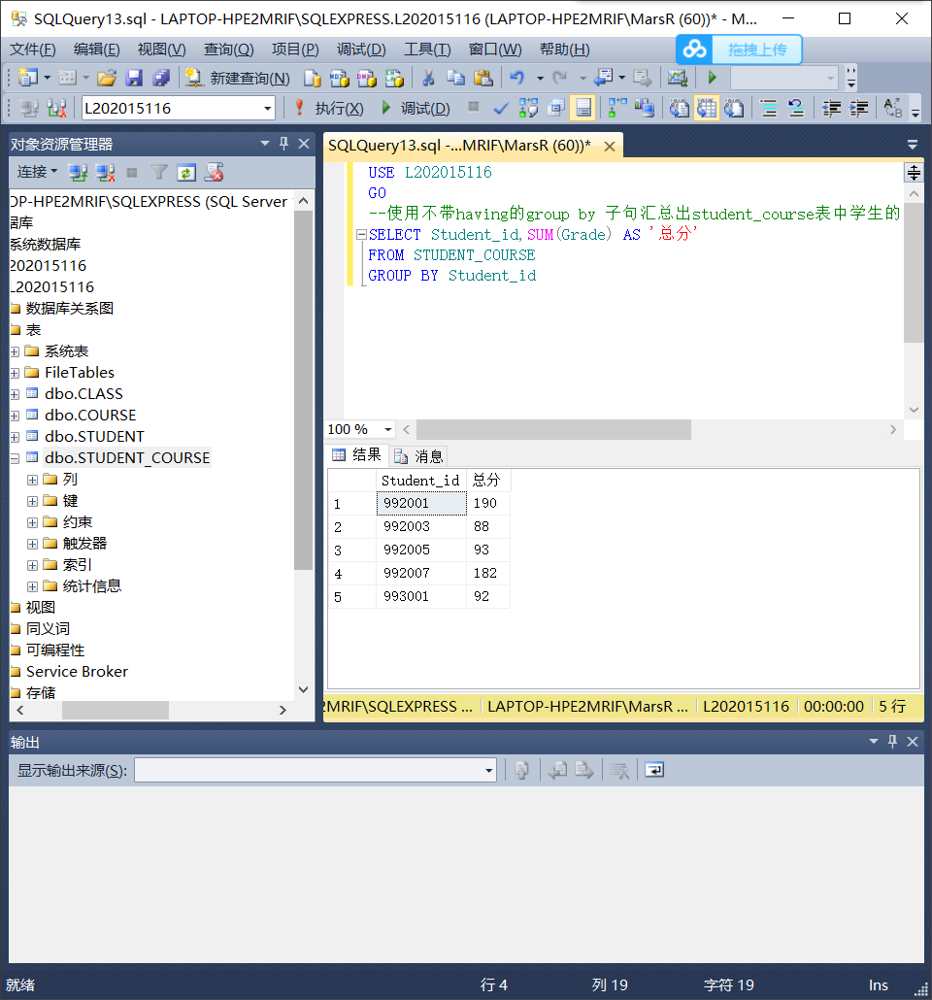 SQLQuery13.sql - LAPTOP-HPE2MRIF\SQLEXPRESS.L202015116 (LAPTOP-HPE2MRIF\MarsR (60))* - M...
文件(F) 编辑(E) 视图(V) 查询(Q) 项目(P) 调试(D) 工具(T) 窗口(W) 帮助(H)
拖拽上传
新建查询(N)
L202015116 执行(X) 调试(D)
对象资源管理器
连接
OP-HPE2MRIF\SQLEXPRESS (SQL Server
据库
系统数据库
202015116
L202015116
数据库关系图
表
系统表
FileTables
dbo.CLASS
dbo.COURSE
dbo.STUDENT
dbo.STUDENT_COURSE
列
键
约束
触发器
索引
统计信息
视图
同义词
可编程性
Service Broker
存储
SQLQuery13.sql -...MRIF\MarsR (60))*
USE L202015116
GO
--使用不带having的group by 子句汇总出student_course表中学生的
SELECT Student_id,SUM(Grade) AS '总分'
FROM STUDENT_COURSE
GROUP BY Student_id
100 %
结果 消息
Student_id 总分
1 992001 190
2 992003 88
3 992005 93
4 992007 182
5 993001 92
2MRIF\SQLEXPRESS ... LAPTOP-HPE2MRIF\MarsR ... L202015116 00:00:00 5 行
输出
显示输出来源(S):
就绪 行 4 列 19 字符 19 Ins